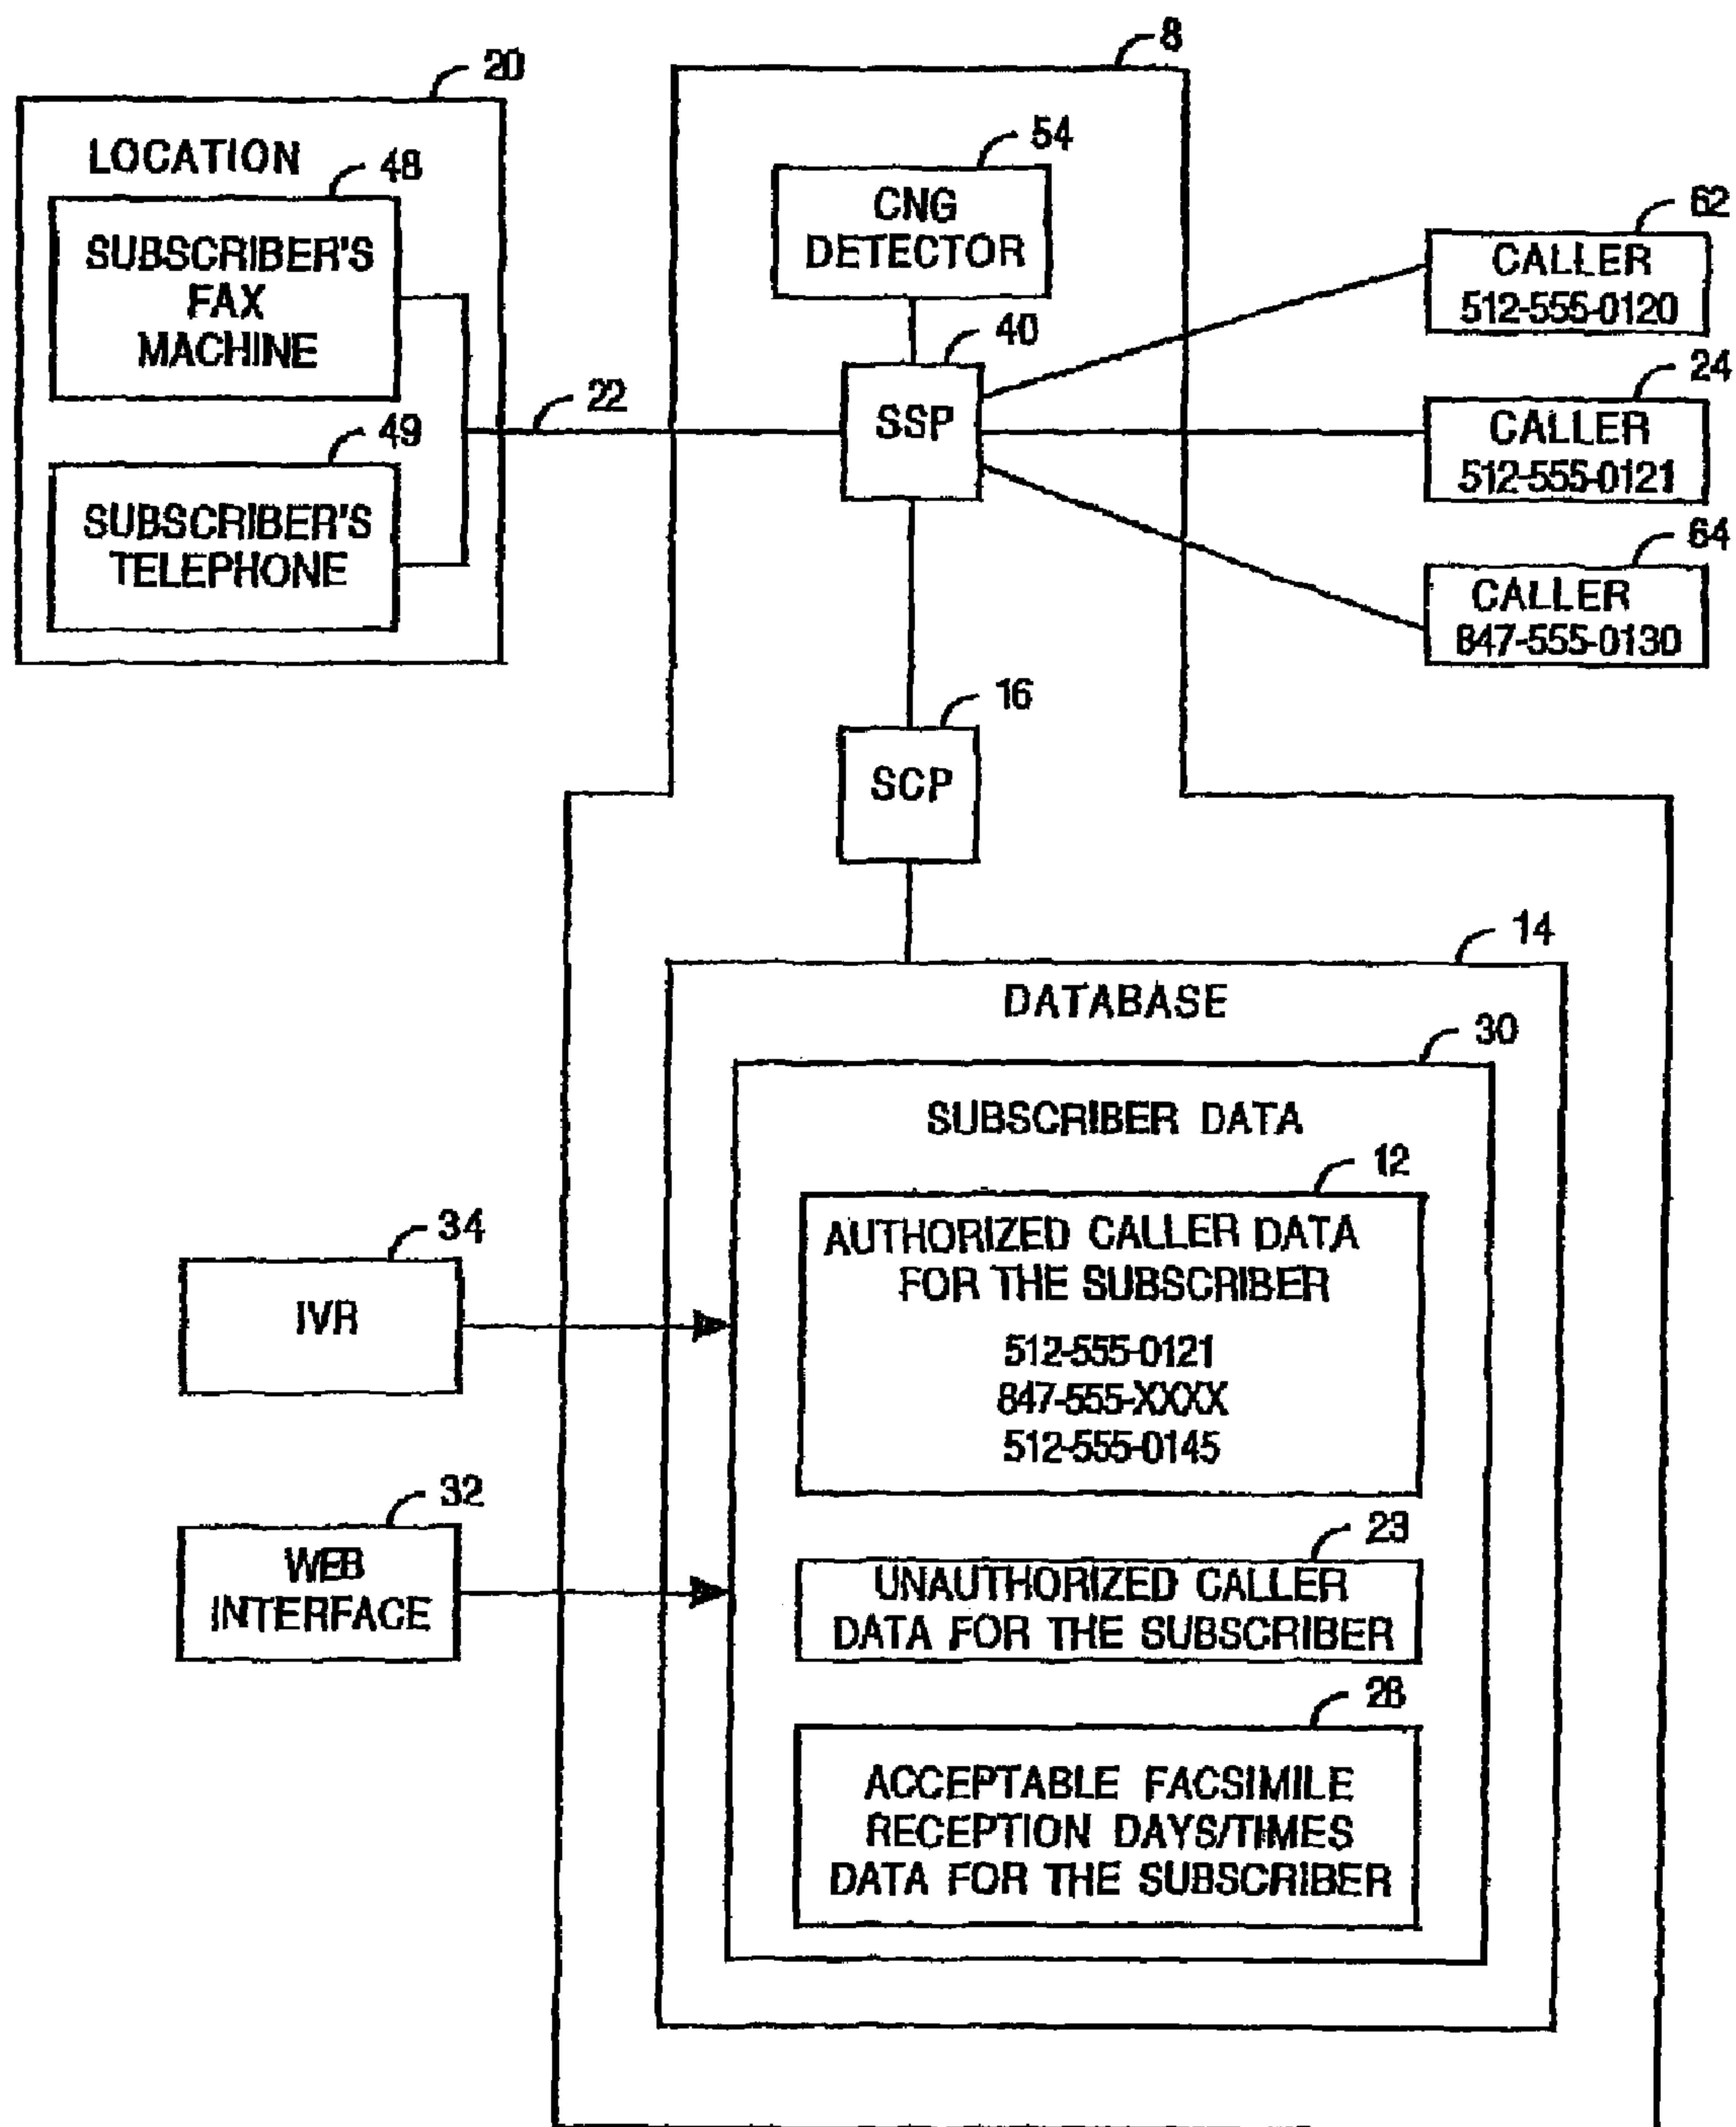 8
20
LOCATION
48
SUBSCRIBER'S
FAX
MACHINE
49
SUBSCRIBER'S
TELEPHONE
22
54
CNG
DETECTOR
40
SSP
62
CALLER
512-555-0120
24
CALLER
512-555-0121
64
CALLER
847-555-0130
16
SCP
14
DATABASE
30
SUBSCRIBER DATA
12
AUTHORIZED CALLER DATA
FOR THE SUBSCRIBER
512-555-0121
847-555-XXXX
512-555-0145
34
IVR
32
WEB
INTERFACE
23
UNAUTHORIZED CALLER
DATA FOR THE SUBSCRIBER
28
ACCEPTABLE FACSIMILE
RECEPTION DAYS/TIMES
DATA FOR THE SUBSCRIBER